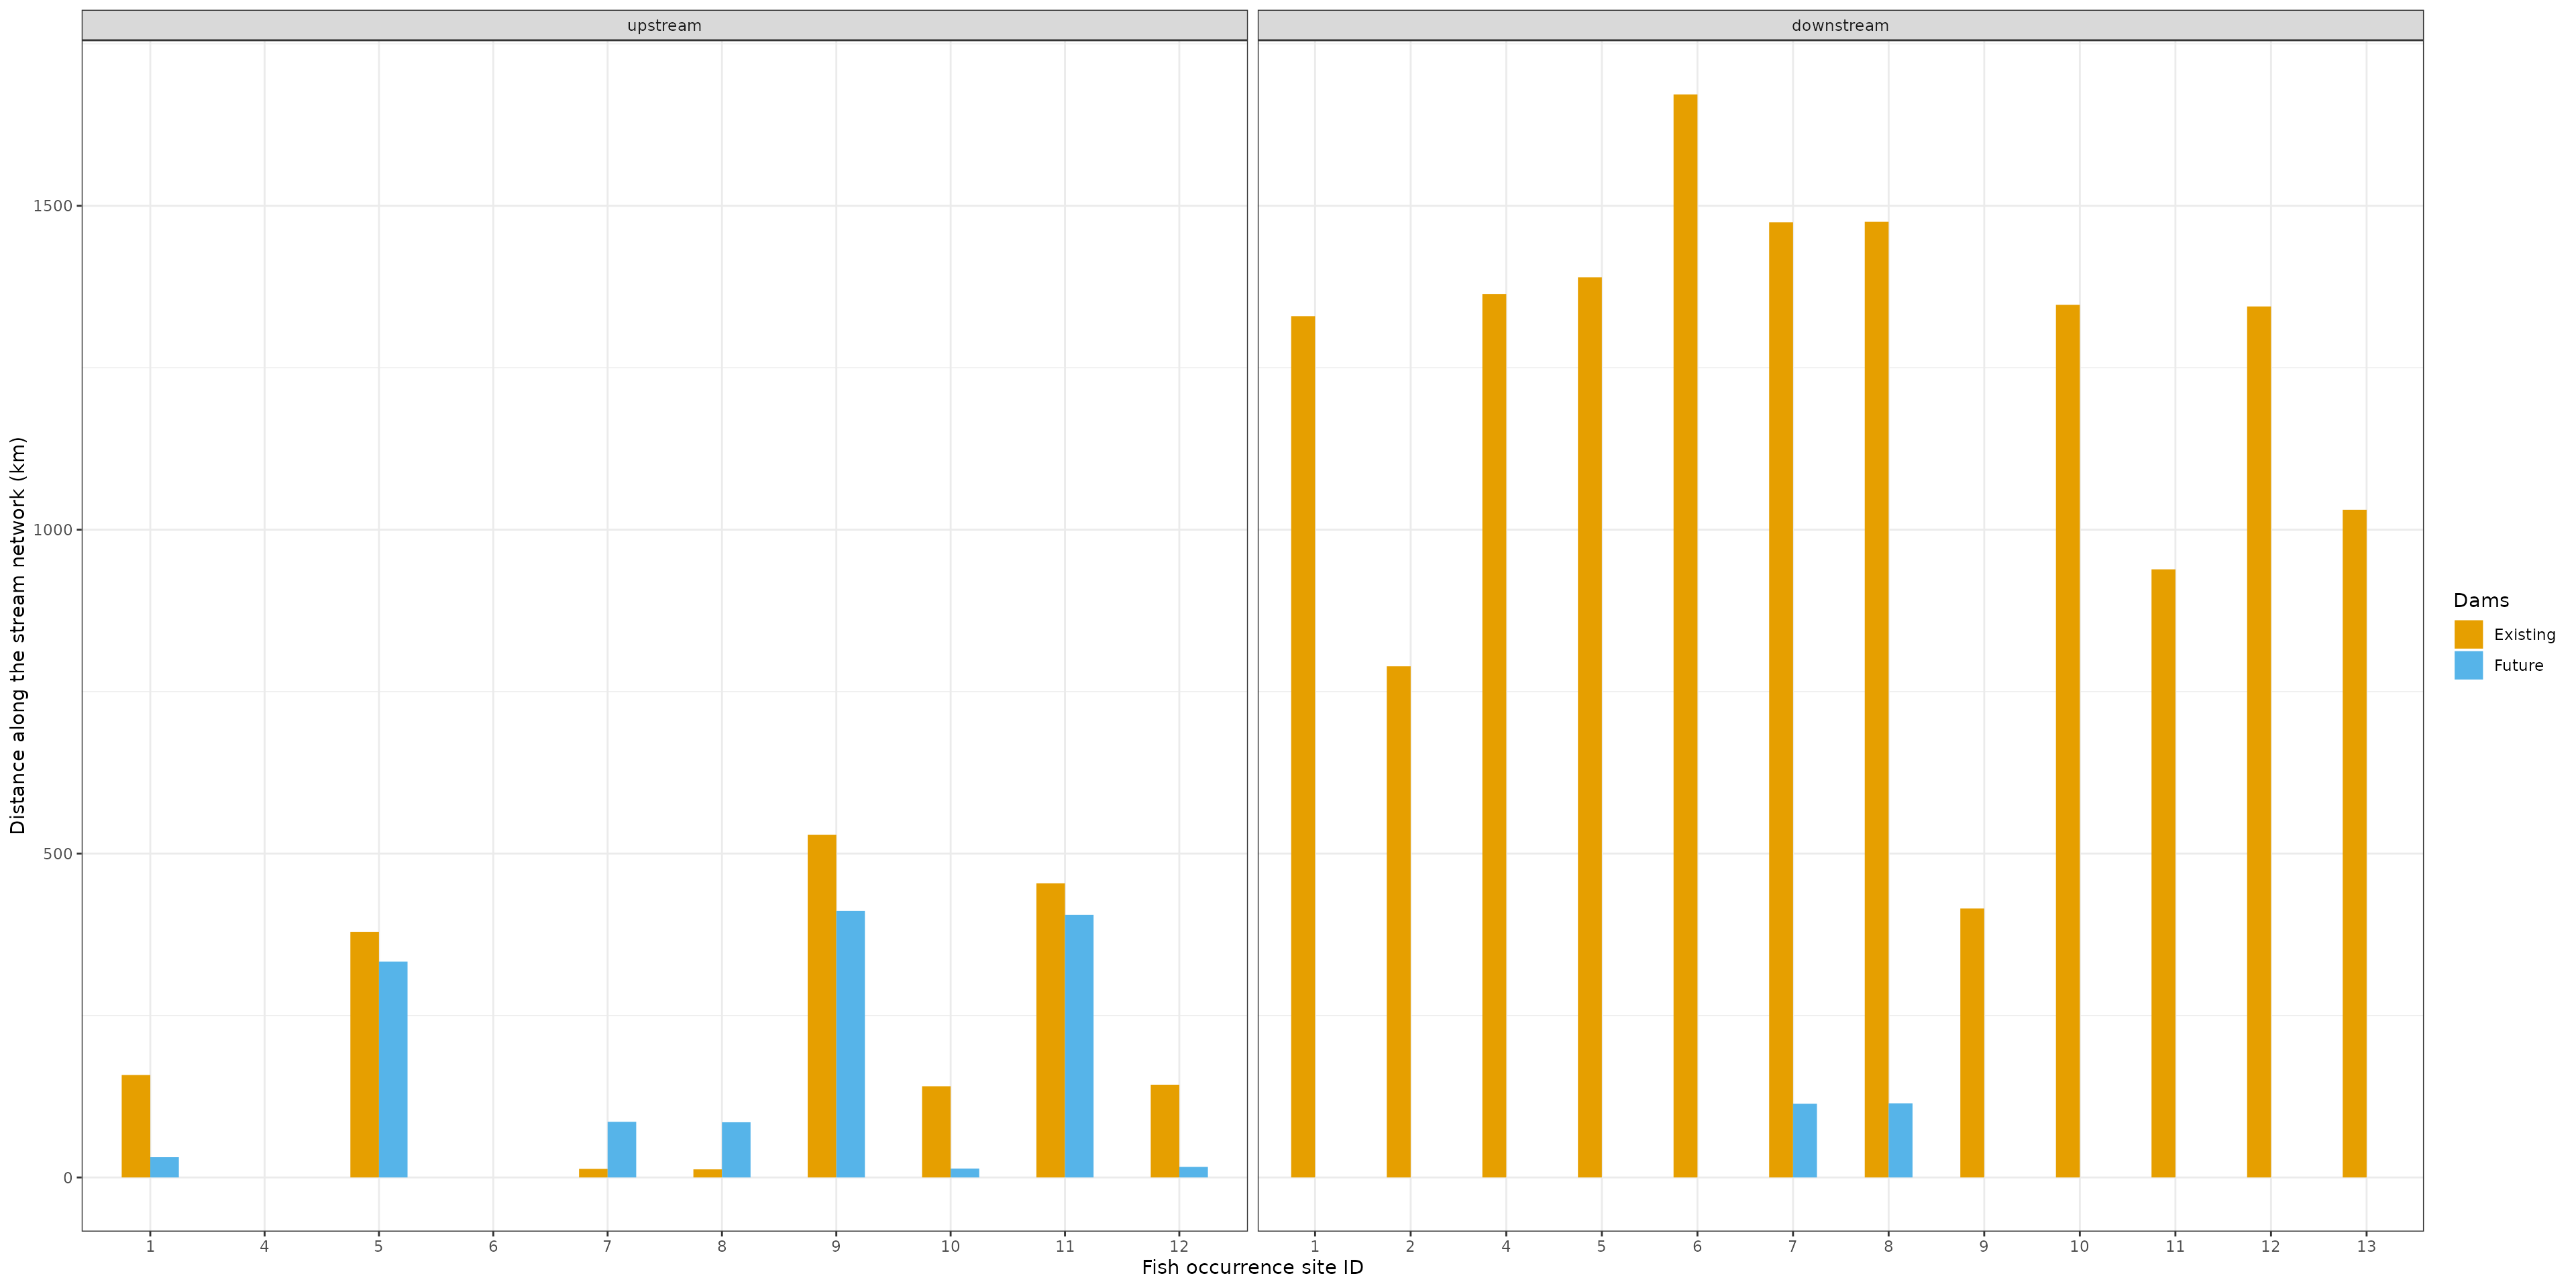 upstream
downstream
Distance along the stream network (km)
1500
1000
500
0
1 4 5 6 7 8 9 10 11 12
1 2 4 5 6 7 8 9 10 11 12 13
Fish occurrence site ID
Dams
Existing
Future